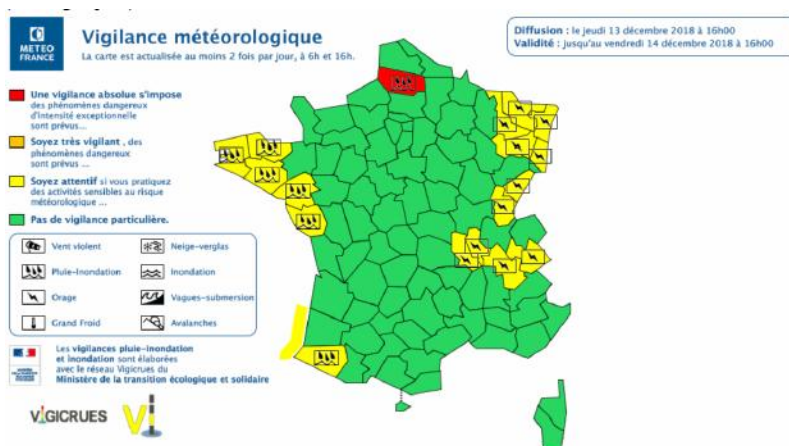 METEO
FRANCE
Vigilance météorologique
La carte est actualisée au moins 2 fois par jour, à 6h et 16h.
Diffusion : le jeudi 13 décembre 2018 à 16h00
Validité : jusqu'au vendredi 14 décembre 2018 à 16h00
Une vigilance absolue s'impose
des phénomènes dangereux
d'intensité exceptionnelle
sont prévus...
Soyez très vigilant , des
phénomènes dangereux
sont prévus ...
Soyez attentif si vous pratiquez
des activités sensibles au risque
météorologique ...
Pas de vigilance particulière.
Vent violent
Neige-verglas
Pluie-Inondation
Inondation
Orage
Vagues-submersion
Grand Froid
Avalanches
Les vigilances pluie-inondation
et inondation sont élaborées
avec le réseau Vigicrues du
Ministère de la transition écologique et solidaire
VIGICRUES